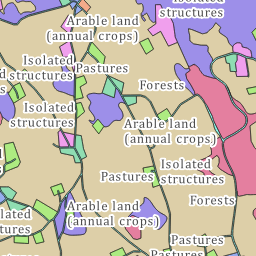 Isolated
structures
Arable land
(annual crops)
Isolated
structures
Pastures
Forests
Isolated
structures
Arable land
(annual crops)
Isolated
structures
Pastures
Forests
Arable land
(annual crops)
Pastures
Pastures